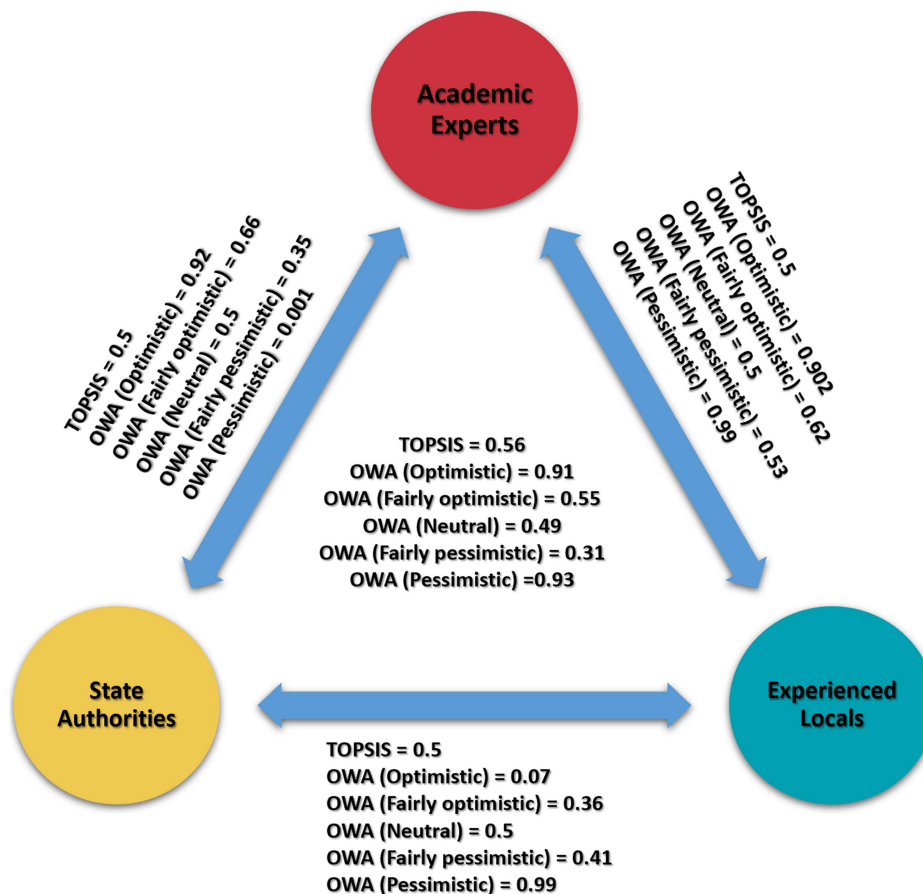 Academic
Experts
TOPSIS = 0.5
OWA (Optimistic) = 0.92
OWA (Fairly optimistic) = 0.66
OWA (Neutral) = 0.5
OWA (Fairly pessimistic) = 0.35
OWA (Pessimistic) = 0.001
TOPSIS = 0.5
OWA (Optimistic) = 0.902
OWA (Fairly optimistic) = 0.62
OWA (Neutral) = 0.5
OWA (Fairly pessimistic) = 0.53
OWA (Pessimistic) = 0.99
TOPSIS = 0.56
OWA (Optimistic) = 0.91
OWA (Fairly optimistic) = 0.55
OWA (Neutral) = 0.49
OWA (Fairly pessimistic) = 0.31
OWA (Pessimistic) =0.93
State
Authorities
Experienced
Locals
TOPSIS = 0.5
OWA (Optimistic) = 0.07
OWA (Fairly optimistic) = 0.36
OWA (Neutral) = 0.5
OWA (Fairly pessimistic) = 0.41
OWA (Pessimistic) = 0.99